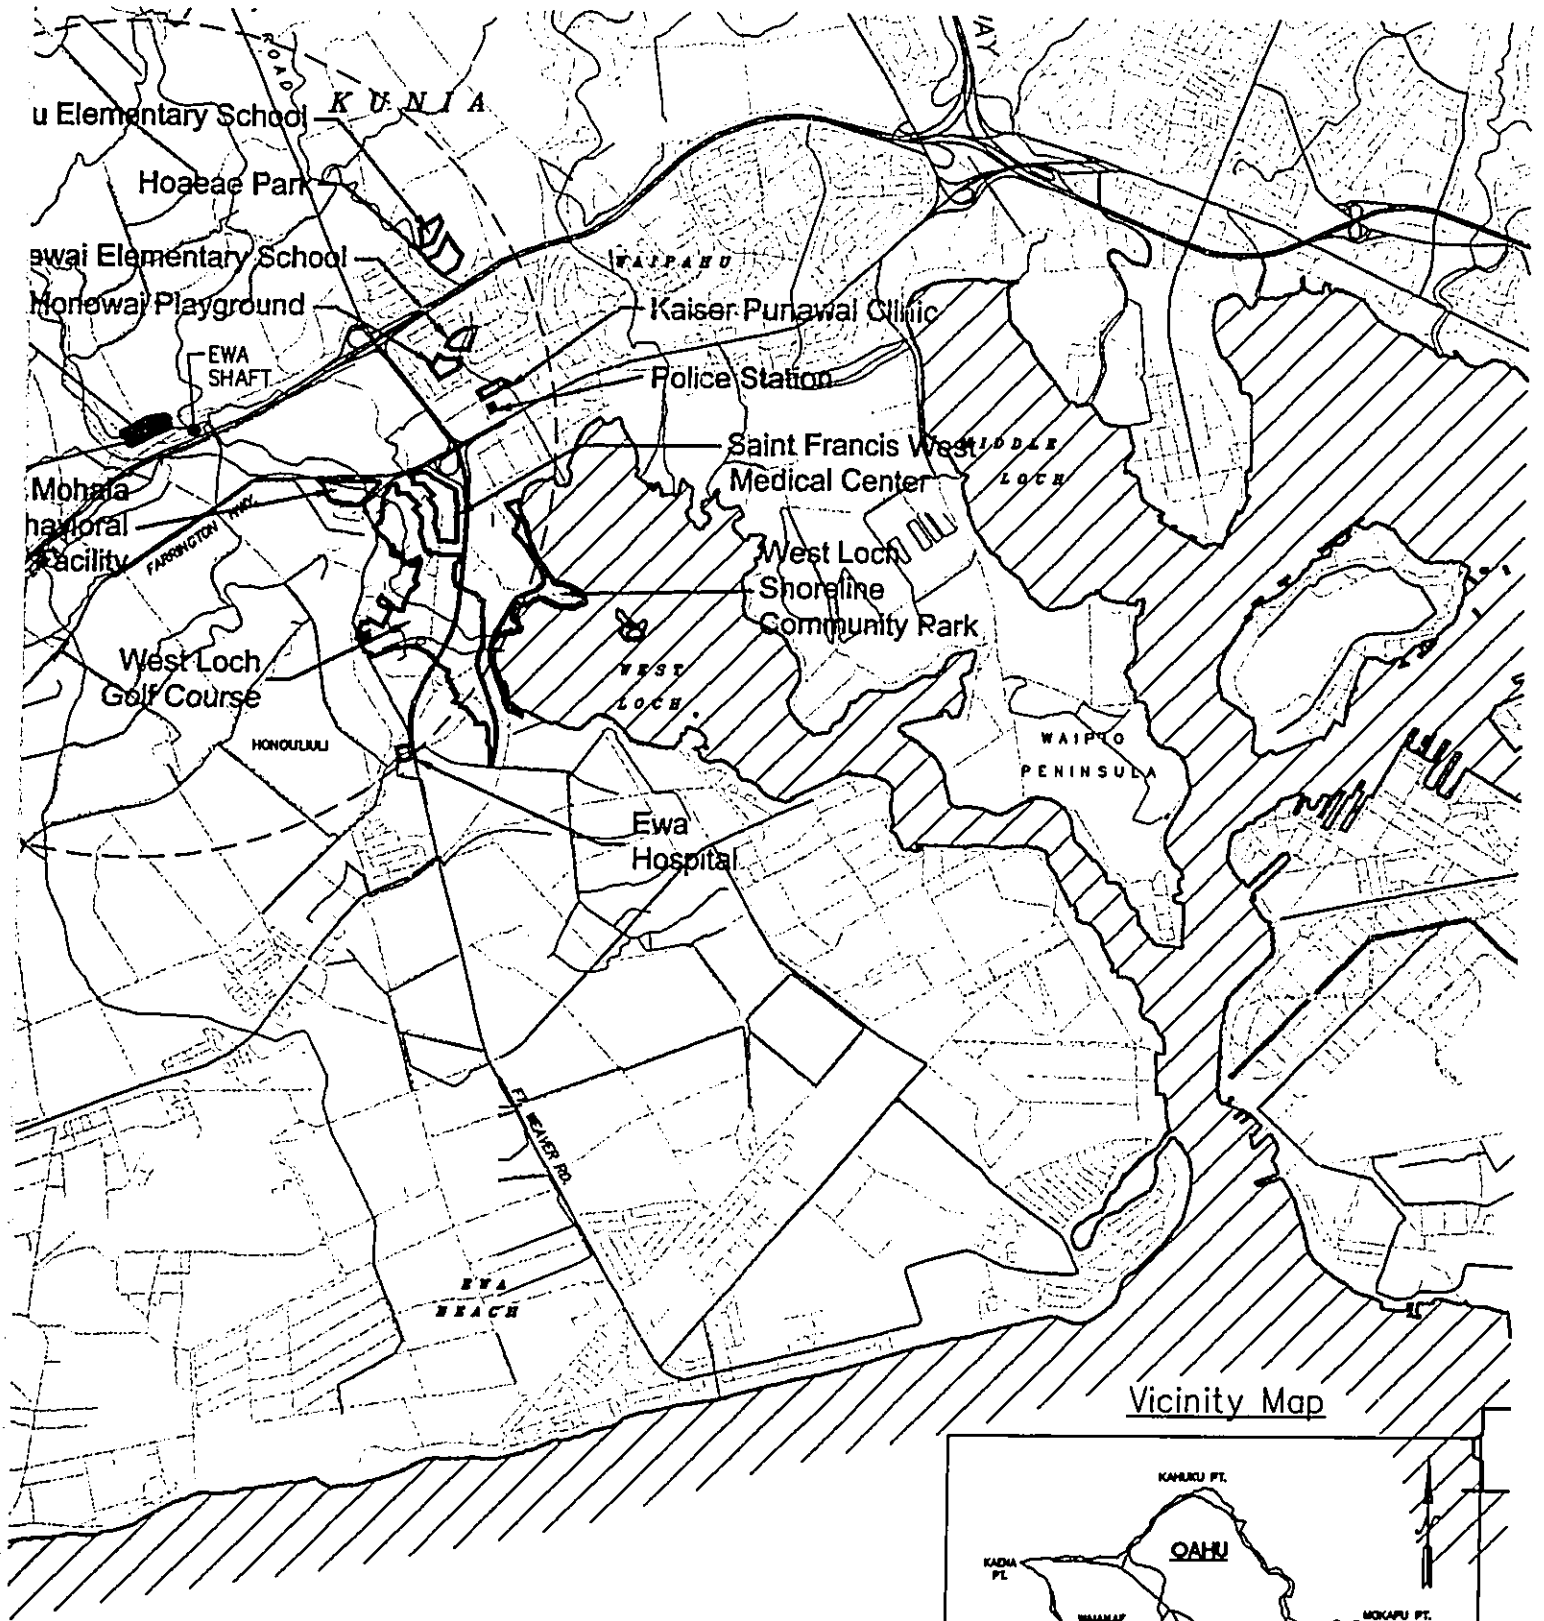 ROAD
KUNIA
WAY
u Elementary School
Hoaeae Park
WAIPAHU
Elementary School
Honowai Playground
Kaiser Punawai Clinic
EWA
SHAFT
Police Station
Saint Francis West
Medical Center
MIDDLE
LOCH
Mohala
havioral
Facility
FARRINGTON HWY.
West Loch
Shoreline
Community Park
West Loch
Golf Course
WEST
LOCH
HONOULIULI
WAIPIO
PENINSULA
Ewa
Hospital
FT. WEAVER RD.
EWA
BEACH
Vicinity Map
KAHUKU PT.
OAHU
KAENA
PT.
WAIANAE
MOKAPU PT.